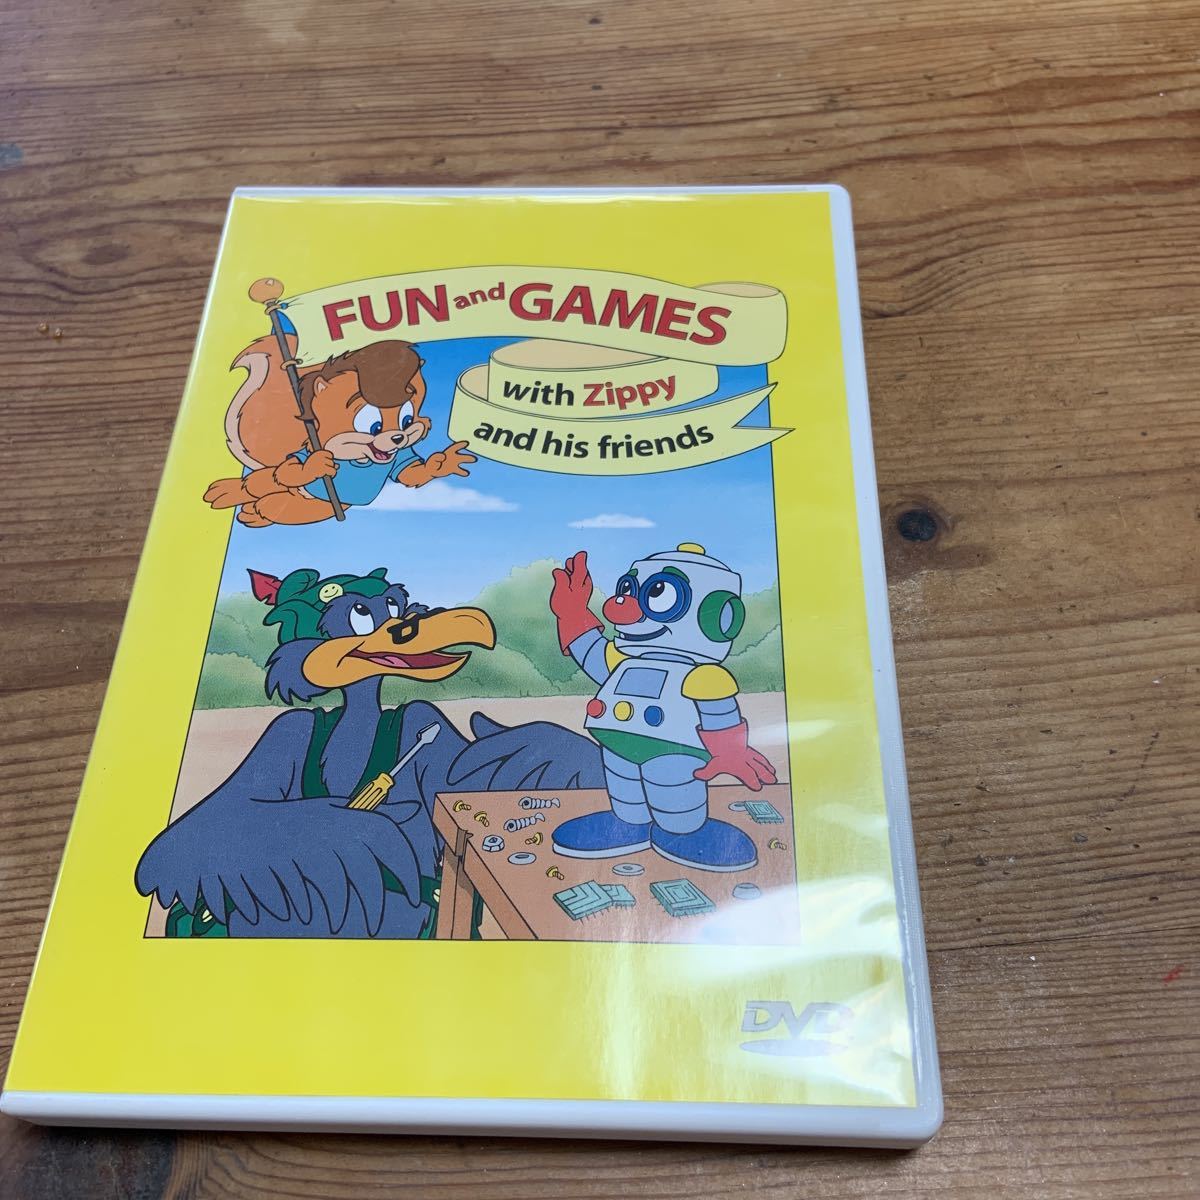 FUN and GAMES
with Zippy
and his friends
DVD